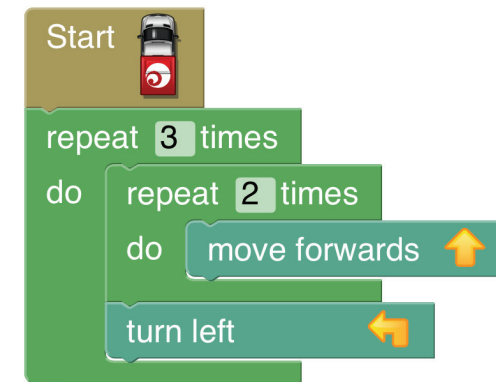 Start
repeat 3 times
do repeat 2 times
do move forwards
turn left